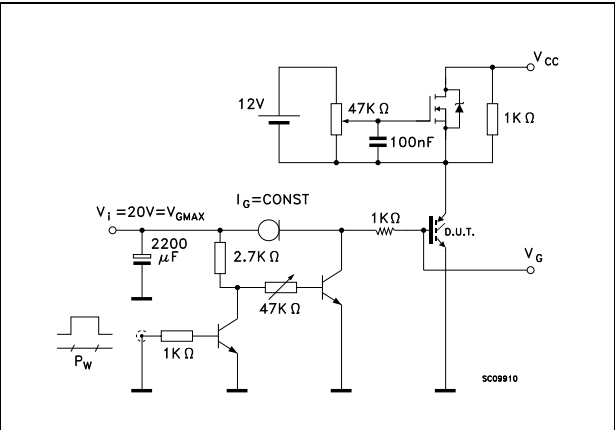 V CC
12V
47K Ω
1K Ω
100nF
I G =CONST
V i =20V=V GMAX
1K Ω
D.U.T.
2200
μF
2.7K Ω
V G
47K Ω
1K Ω
P W
SC09910